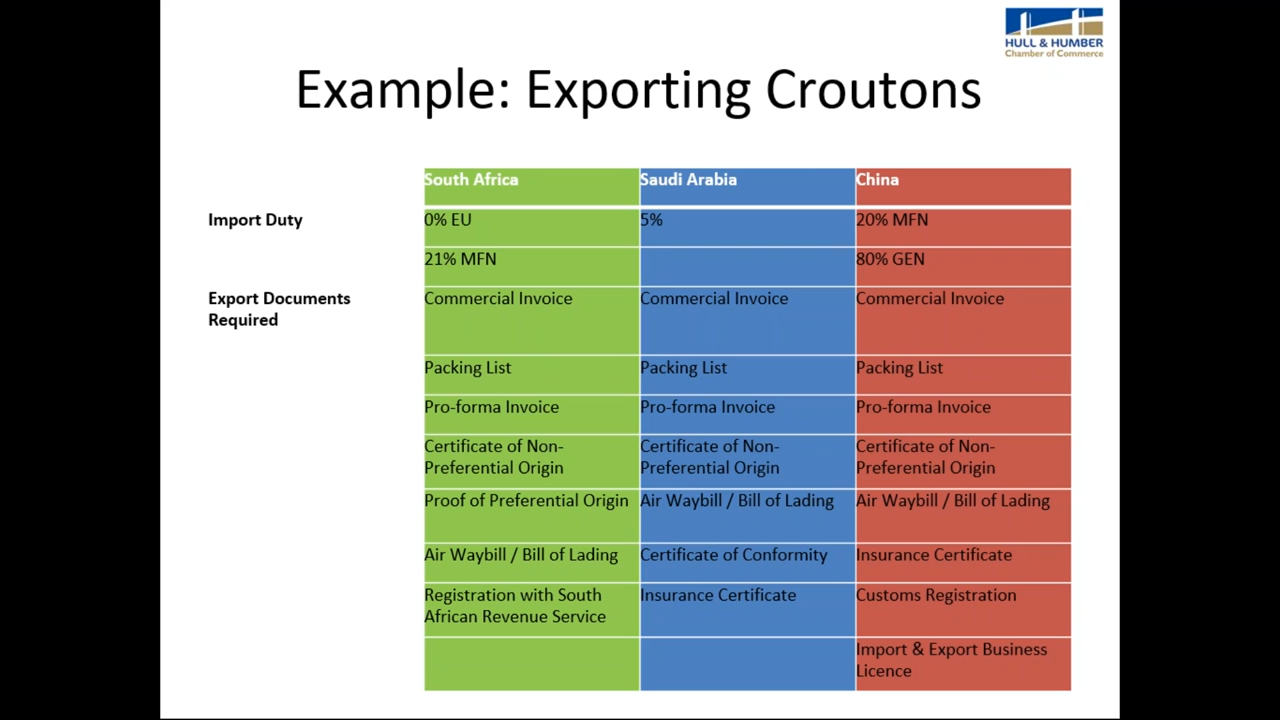 HULL & HUMBER
Chamber of Commerce
Example: Exporting Croutons
South Africa Saudi Arabia China
Import Duty 0% EU 5% 20% MFN
21% MFN 80% GEN
Export Documents Commercial Invoice Commercial Invoice Commercial Invoice
Required
Packing List Packing List Packing List
Pro-forma Invoice Pro-forma Invoice Pro-forma Invoice
Certificate of Non- Certificate of Non- Certificate of Non-
Preferential Origin Preferential Origin Preferential Origin
Proof of Preferential Origin Air Waybill / Bill of Lading Air Waybill / Bill of Lading
Air Waybill / Bill of Lading Certificate of Conformity Insurance Certificate
Registration with South Insurance Certificate Customs Registration
African Revenue Service
Import & Export Business
Licence